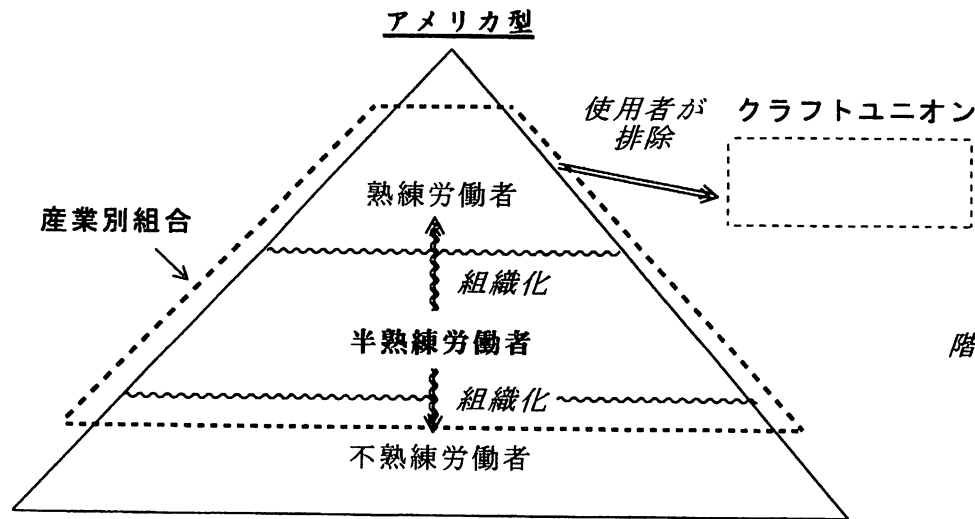 アメリカ型
使用者が
排除
クラフトユニオン
熟練労働者
産業別組合
組織化
半熟練労働者
階
組織化
不熟練労働者